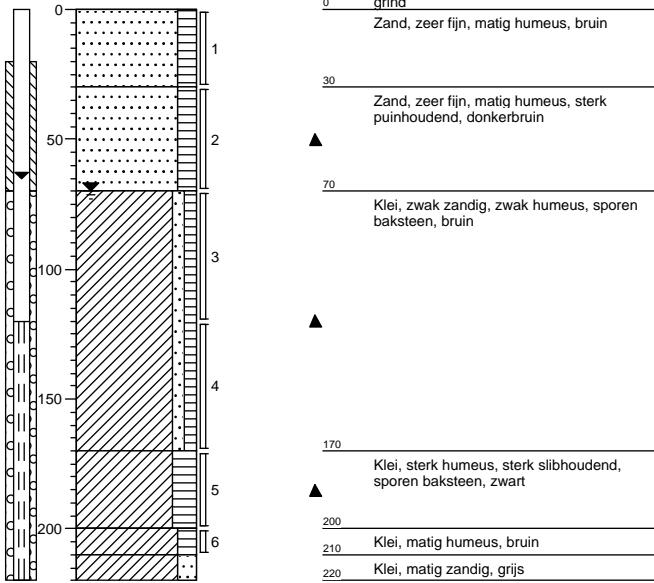 0
50
100
150
200
1
2
3
4
5
6
0
grind
Zand, zeer fijn, matig humeus, bruin
30
Zand, zeer fijn, matig humeus, sterk
puinhoudend, donkerbruin
70
Klei, zwak zandig, zwak humeus, sporen
baksteen, bruin
170
Klei, sterk humeus, sterk slibhoudend,
sporen baksteen, zwart
200
Klei, matig humeus, bruin
210
Klei, matig zandig, grijs
220